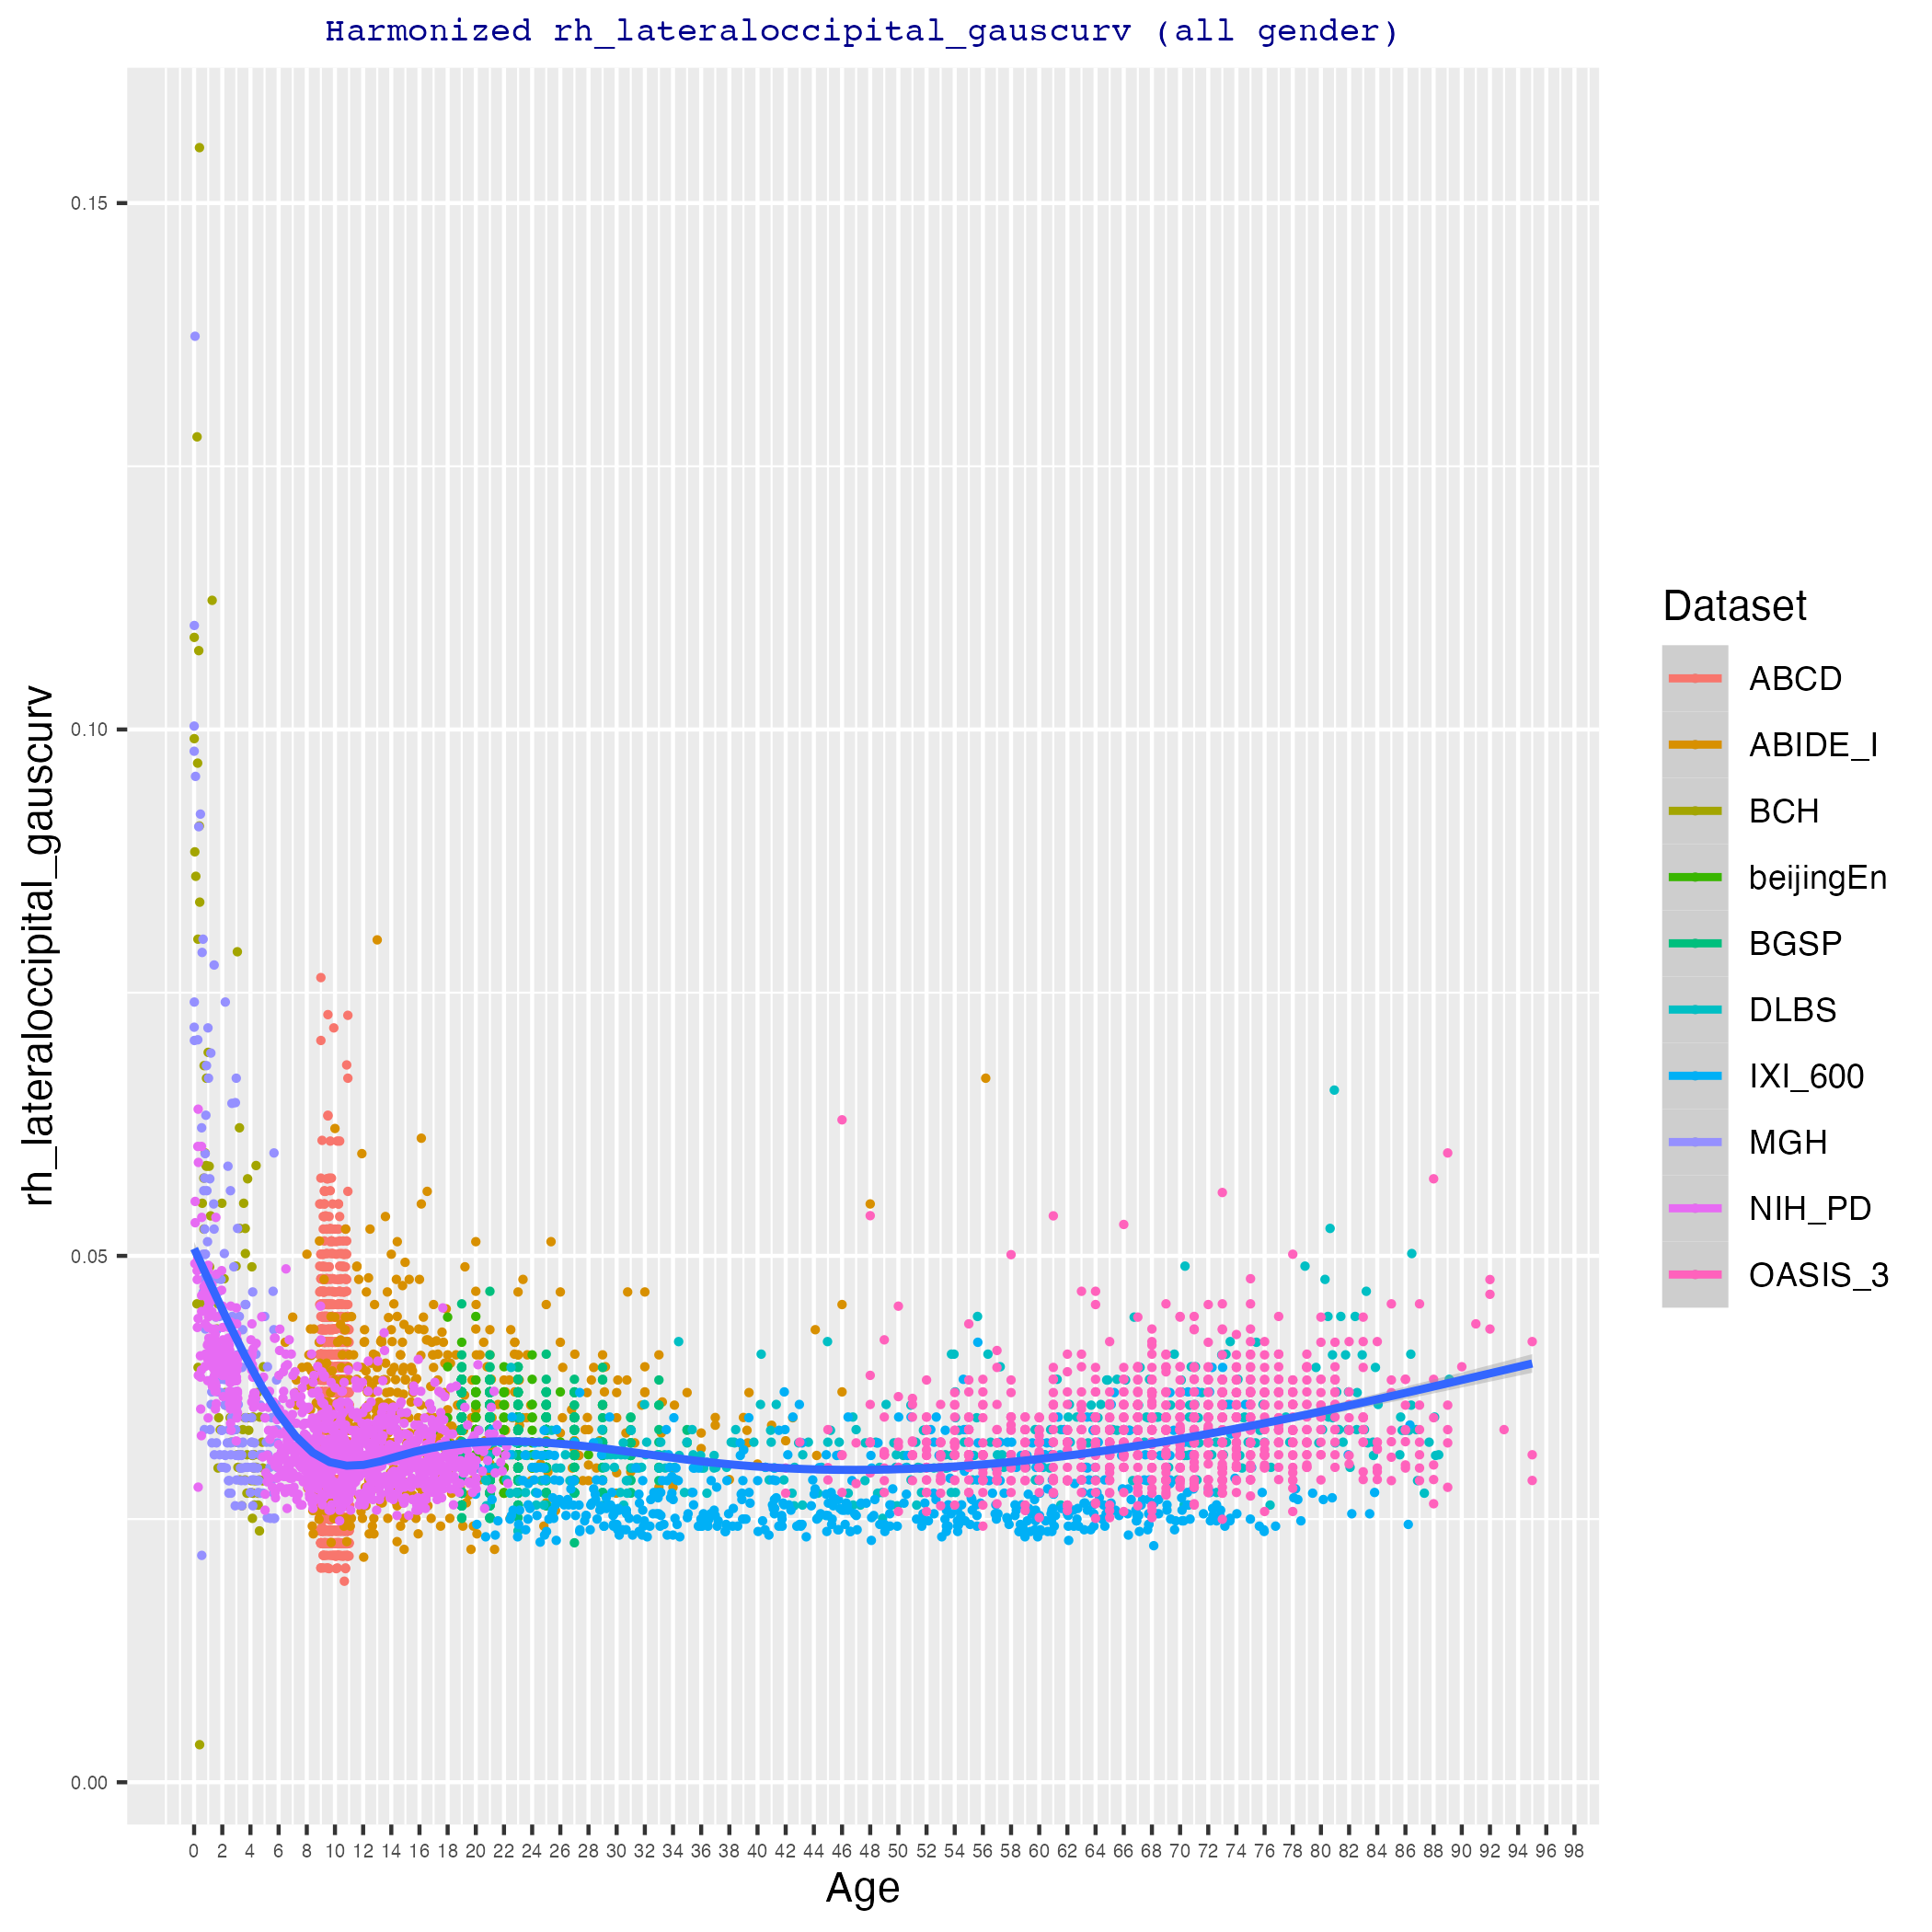 Harmonized rh_lateraloccipital_gauscurv (all gender)
rh_lateraloccipital_gauscurv
0.15
0.10
0.05
0.00
0 2 4 6 8 10 12 14 16 18 20 22 24 26 28 30 32 34 36 38 40 42 44 46 48 50 52 54 56 58 60 62 64 66 68 70 72 74 76 78 80 82 84 86 88 90 92 94 96 98
Age
Dataset
ABCD
ABIDE_I
BCH
beijingEn
BGSP
DLBS
IXI_600
MGH
NIH_PD
OASIS_3